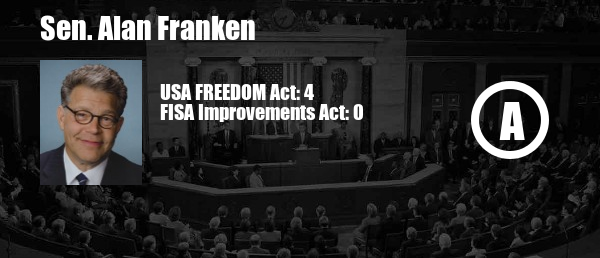 Sen. Alan Franken
USA FREEDOM Act: 4
FISA Improvements Act: 0
A